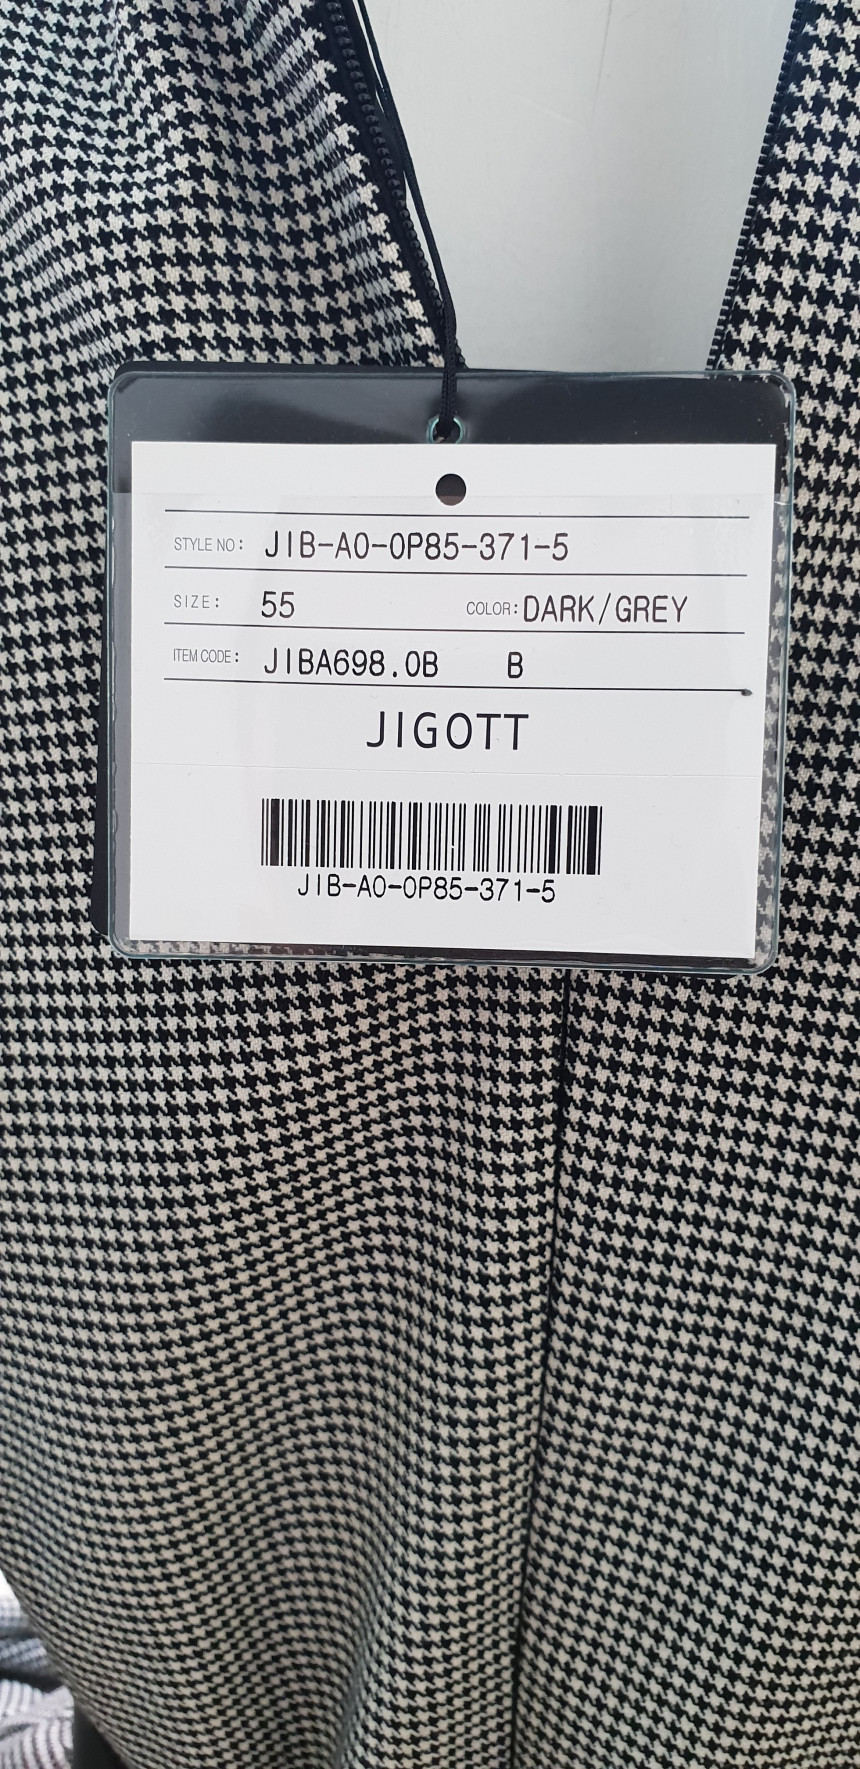 STYLE NO: JIB-A0-0P85-371-5
SIZE: 55 COLOR: DARK/GREY
ITEM CODE: JIBA698.0B B
JIGOTT
JIB-A0-0P85-371-5